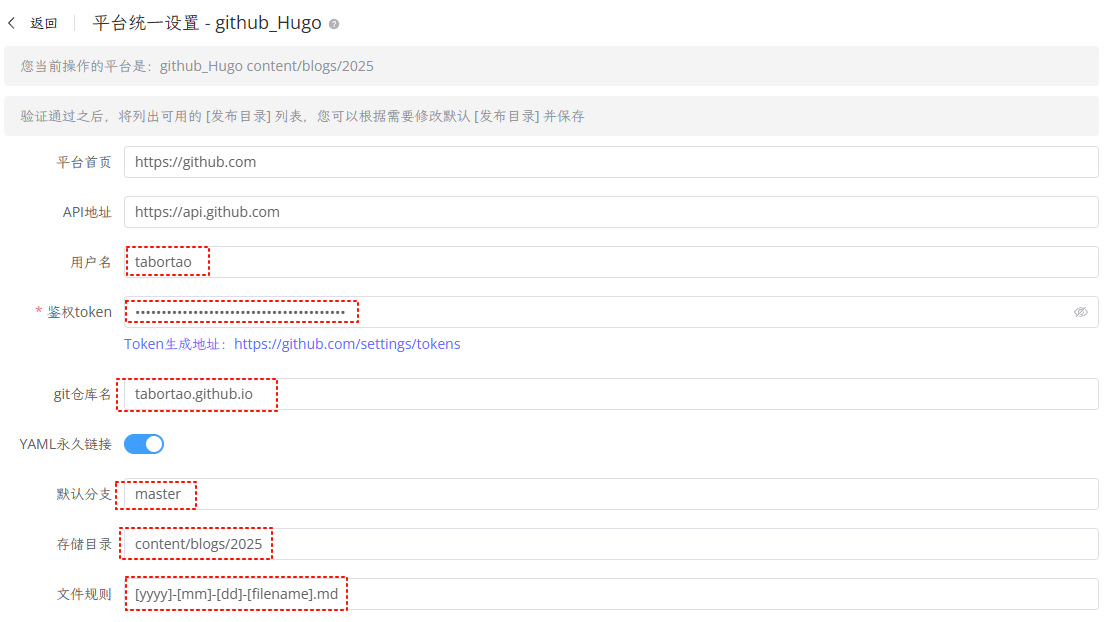 返回 平台统一设置 - github_Hugo
您当前操作的平台是：github_Hugo content/blogs/2025
验证通过之后，将列出可用的 [发布目录] 列表，您可以根据需要修改默认 [发布目录] 并保存
平台首页 https://github.com
API地址 https://api.github.com
用户名 tabortao
* 鉴权token ••••••••••••••••••••••••••••••••••••••••
Token生成地址：https://github.com/settings/tokens
git仓库名 tabortao.github.io
YAML永久链接
默认分支 master
存储目录 content/blogs/2025
文件规则 [yyyy]-[mm]-[dd]-[filename].md